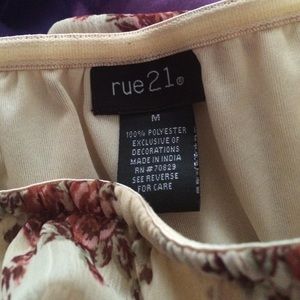 rue21®
M
100% POLYESTER
EXCLUSIVE OF
DECORATIONS
MADE IN INDIA
RN#70829
SEE REVERSE
FOR CARE